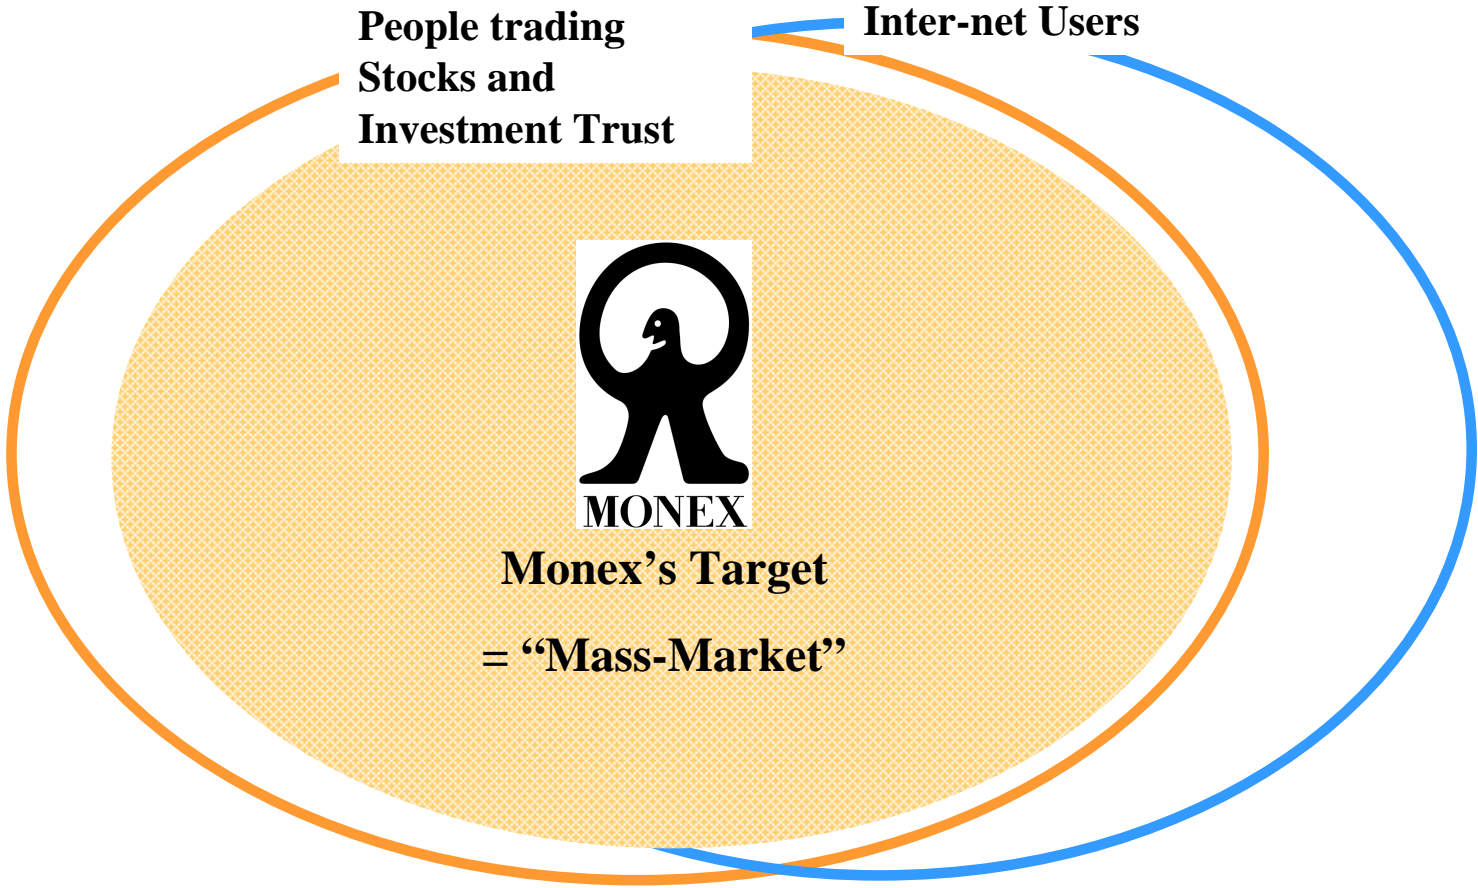 People trading
Stocks and
Investment Trust
Inter-net Users
MONEX
Monex’s Target
= “Mass-Market”